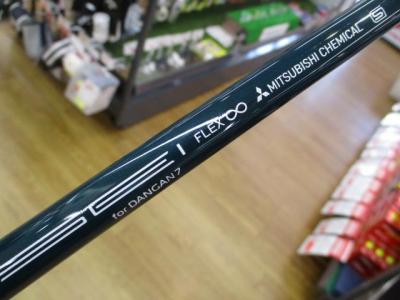 for DANGAN7
FLEX ∞
MITSUBISHI CHEMICAL S